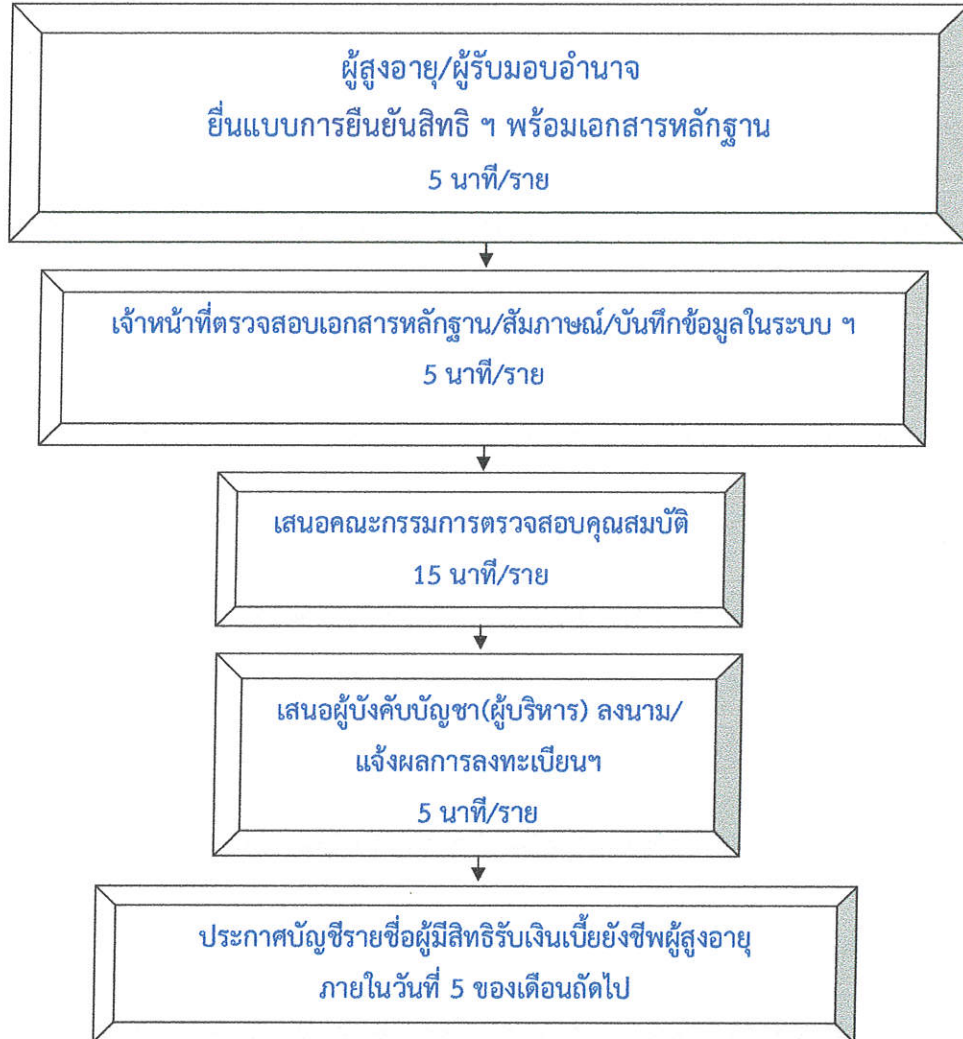 ผู้สูงอายุ/ผู้รับมอบอำนาจ
ยื่นแบบการยืนยันสิทธิ ฯ พร้อมเอกสารหลักฐาน
5 นาที/ราย
เจ้าหน้าที่ตรวจสอบเอกสารหลักฐาน/สัมภาษณ์/บันทึกข้อมูลในระบบ ฯ
5 นาที/ราย
เสนอคณะกรรมการตรวจสอบคุณสมบัติ
15 นาที/ราย
เสนอผู้บังคับบัญชา(ผู้บริหาร) ลงนาม/
แจ้งผลการลงทะเบียนฯ
5 นาที/ราย
ประกาศบัญชีรายชื่อผู้มีสิทธิรับเงินเบี้ยยังชีพผู้สูงอายุ
ภายในวันที่ 5 ของเดือนถัดไป